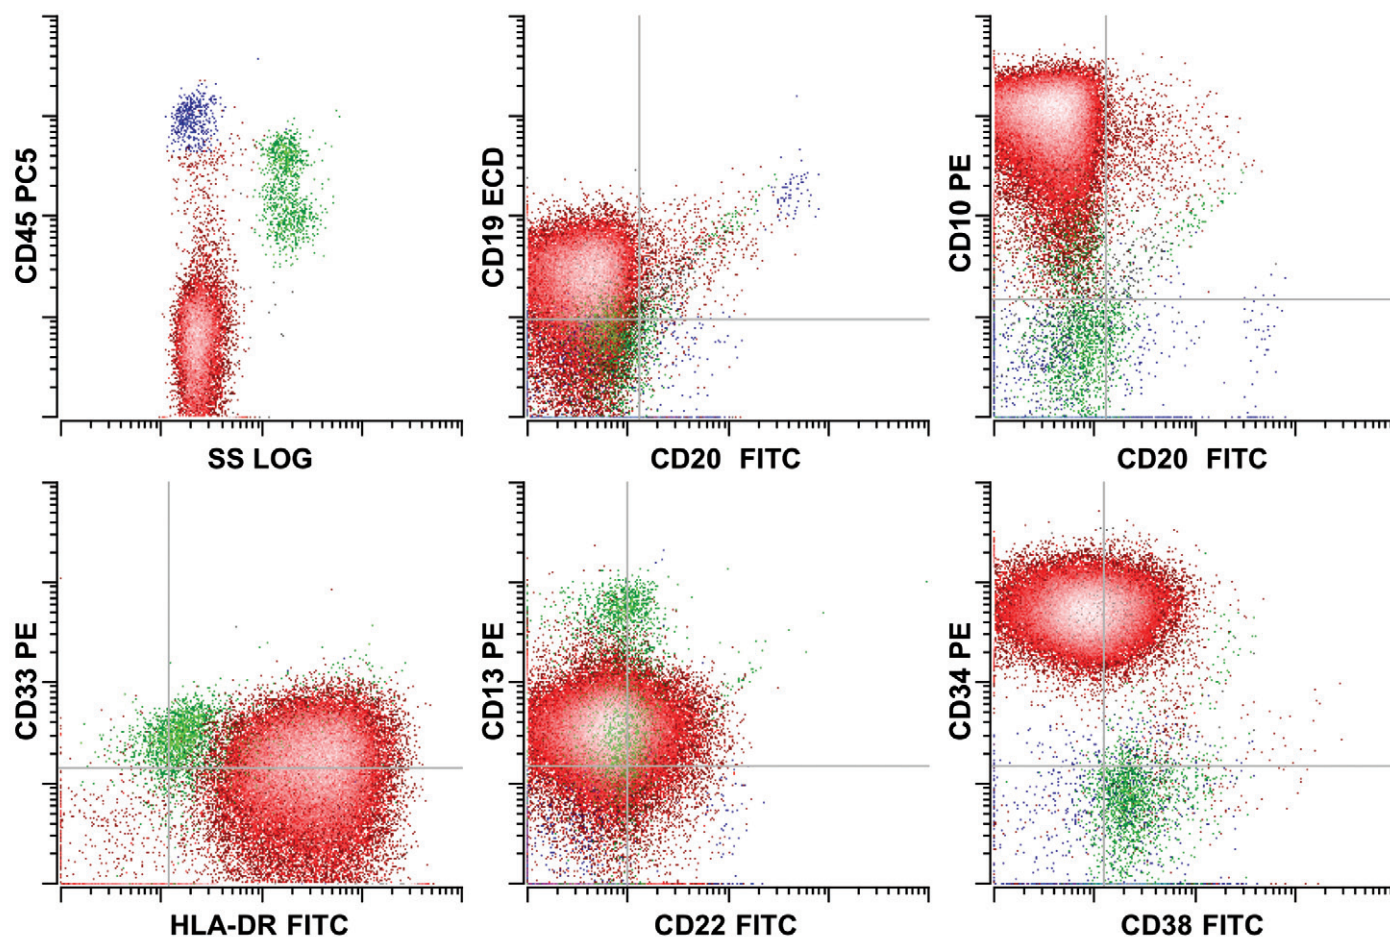 CD45 PC5
SS LOG
CD19 ECD
CD20 FITC
CD10 PE
CD20 FITC
CD33 PE
HLA-DR FITC
CD13 PE
CD22 FITC
CD34 PE
CD38 FITC